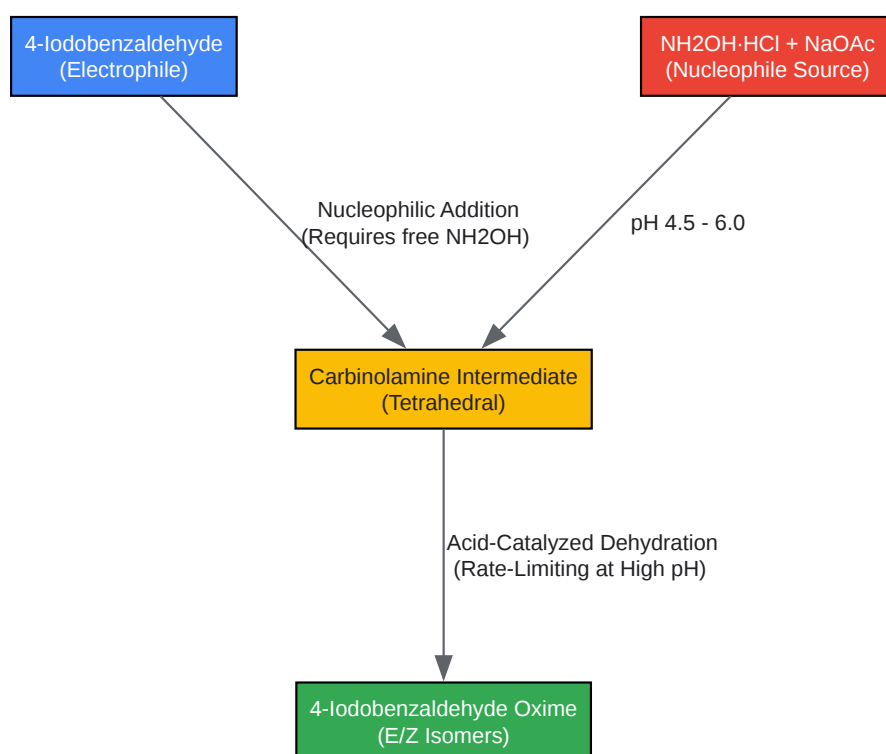 4-Iodobenzaldehyde
(Electrophile)
NH2OH·HCl + NaOAc
(Nucleophile Source)
Nucleophilic Addition
(Requires free NH2OH)
pH 4.5 - 6.0
Carbinolamine Intermediate
(Tetrahedral)
Acid-Catalyzed Dehydration
(Rate-Limiting at High pH)
4-Iodobenzaldehyde Oxime
(E/Z Isomers)